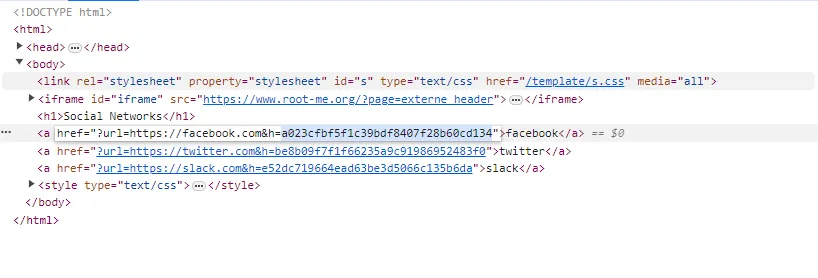 <!DOCTYPE html>
<html>
<head> ⋯ </head>
<body>
<link rel="stylesheet" property="stylesheet" id="s" type="text/css" href="/template/s.css" media="all">
<iframe id="iframe" src="https://www.root-me.org/?page=externe_header"> ⋯ </iframe>
<h1>Social Networks</h1>
<a href="?url=https://facebook.com&h=a023cfbf5f1c39bdf8407f28b60cd134">facebook</a> == $0
<a href="?url=https://twitter.com&h=be8b09f7f1f66235a9c91986952483f0">twitter</a>
<a href="?url=https://slack.com&h=e52dc719664ead63be3d5066c135b6da">slack</a>
<style type="text/css"> ⋯ </style>
</body>
</html>